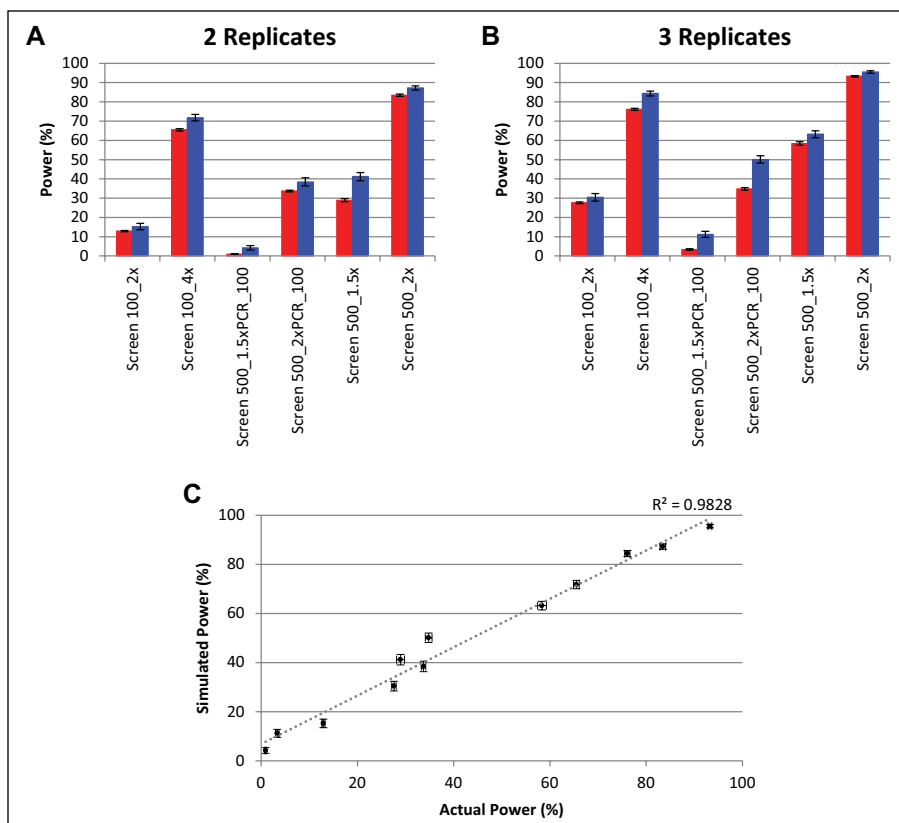 A
2 Replicates
Power (%)
100
90
80
70
60
50
40
30
20
10
0
Screen 100_2x
Screen 100_4x
Screen 500_1.5xPCR_100
Screen 500_2xPCR_100
Screen 500_1.5x
Screen 500_2x
B
3 Replicates
Power (%)
100
90
80
70
60
50
40
30
20
10
0
Screen 100_2x
Screen 100_4x
Screen 500_1.5xPCR_100
Screen 500_2xPCR_100
Screen 500_1.5x
Screen 500_2x
C
R² = 0.9828
Simulated Power (%)
100
80
60
40
20
0
0 20 40 60 80 100
Actual Power (%)